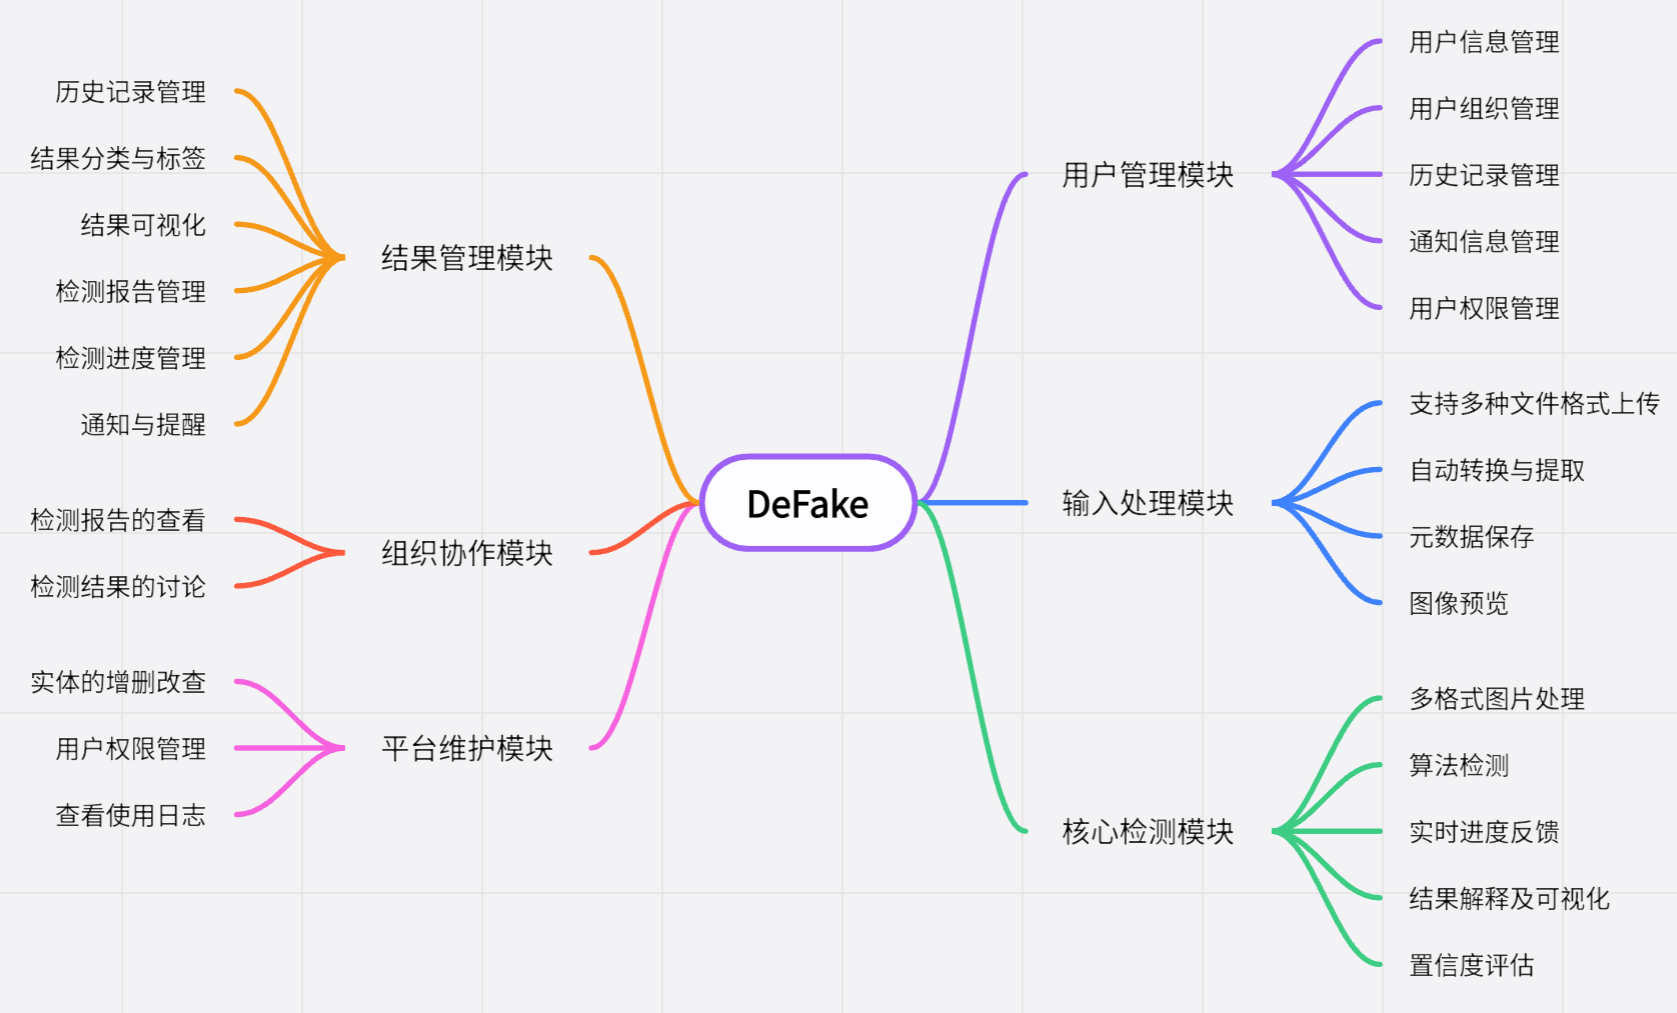 DeFake
用户管理模块
用户信息管理
用户组织管理
历史记录管理
通知信息管理
用户权限管理
输入处理模块
支持多种文件格式上传
自动转换与提取
元数据保存
图像预览
核心检测模块
多格式图片处理
算法检测
实时进度反馈
结果解释及可视化
置信度评估
结果管理模块
历史记录管理
结果分类与标签
结果可视化
检测报告管理
检测进度管理
通知与提醒
组织协作模块
检测报告的查看
检测结果的讨论
平台维护模块
实体的增删改查
用户权限管理
查看使用日志